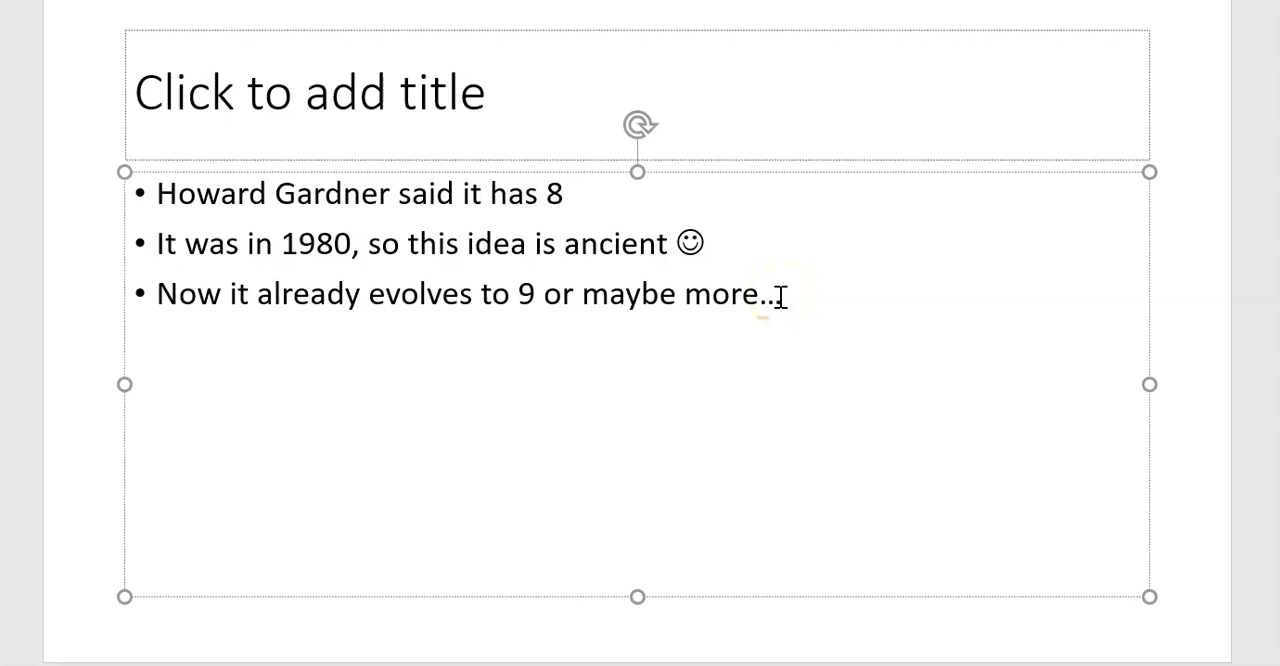 Click to add title
• Howard Gardner said it has 8
• It was in 1980, so this idea is ancient ☺
• Now it already evolves to 9 or maybe more...